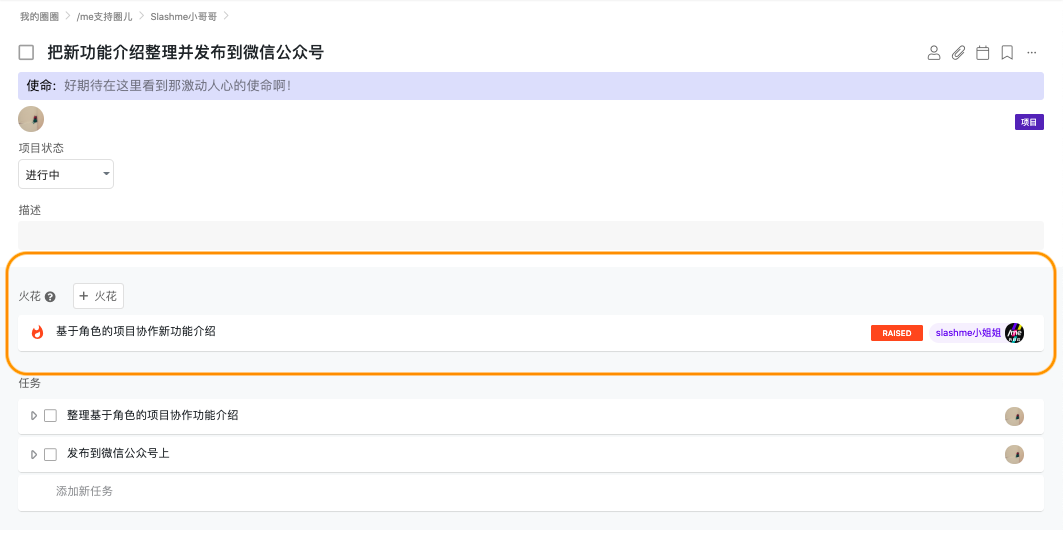 我的圈圈 /me支持圈儿 Slashme小哥哥
把新功能介绍整理并发布到微信公众号
使命: 好期待在这里看到那激动人心的使命啊!
项目
项目状态
进行中
描述
火花 + 火花
基于角色的项目协作新功能介绍 RAISED slashme小姐姐 /me
任务
整理基于角色的项目协作功能介绍
发布到微信公众号上
添加新任务